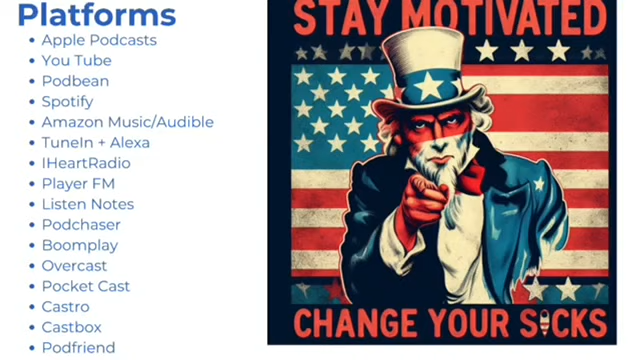 Platforms
Apple Podcasts
You Tube
Podbean
Spotify
Amazon Music/Audible
TuneIn + Alexa
IHeartRadio
Player FM
Listen Notes
Podchaser
Boomplay
Overcast
Pocket Cast
Castro
Castbox
Podfriend
STAY MOTIVATED
CHANGE YOUR SOCKS